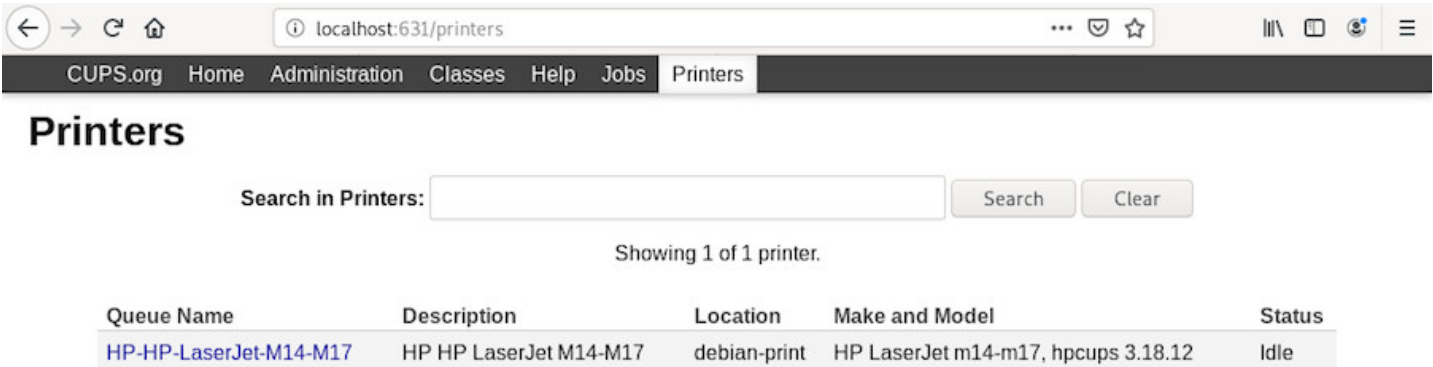 localhost:631/printers
CUPS.org Home Administration Classes Help Jobs Printers
Printers
Search in Printers: Search Clear
Showing 1 of 1 printer.
Queue Name Description Location Make and Model Status
HP-HP-LaserJet-M14-M17 HP HP LaserJet M14-M17 debian-print HP LaserJet m14-m17, hpcups 3.18.12 Idle